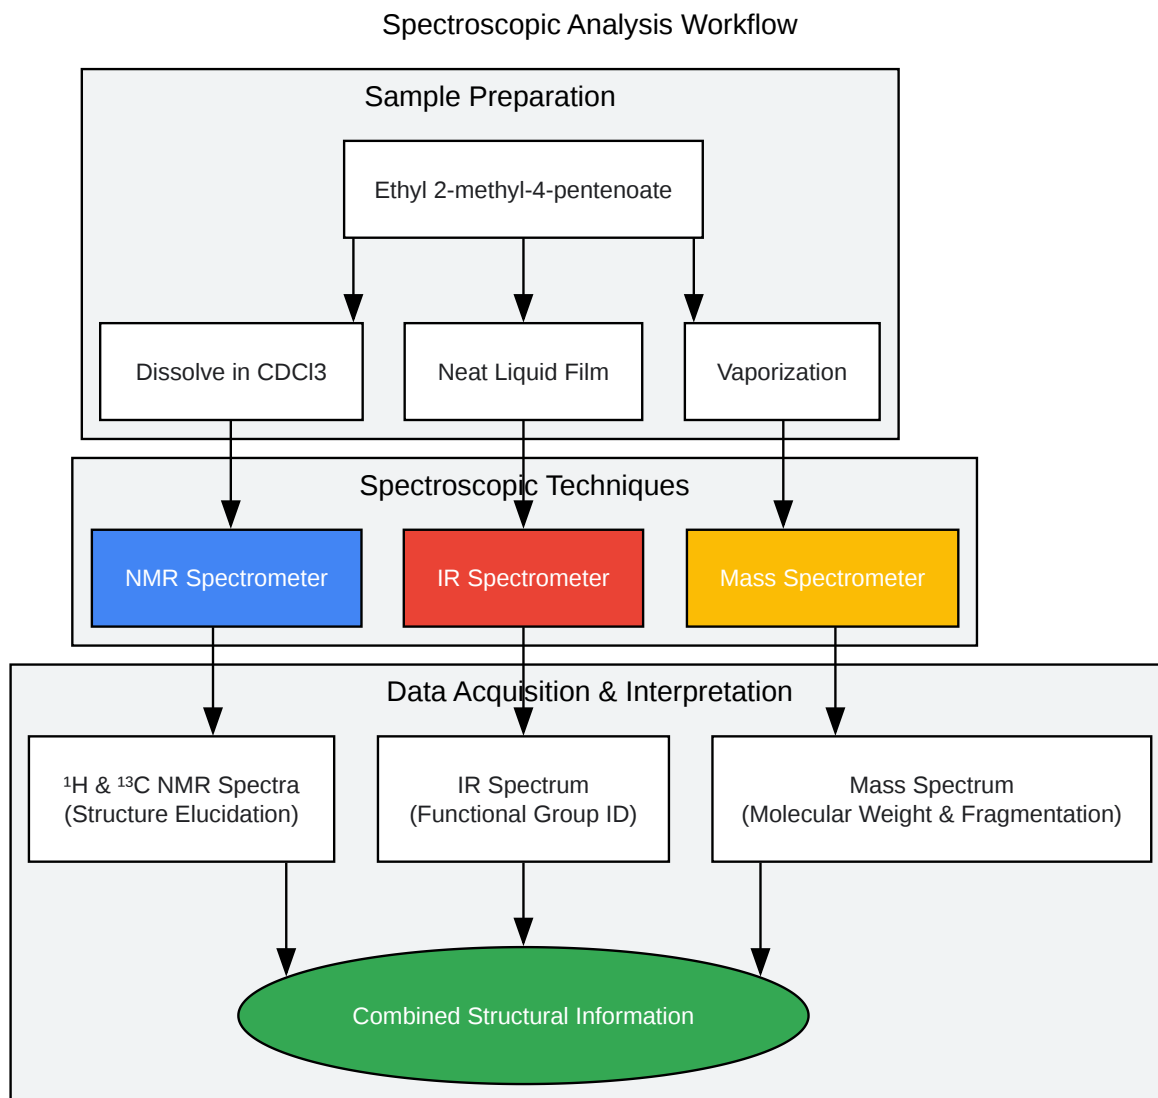 Spectroscopic Analysis Workflow
Sample Preparation
Ethyl 2-methyl-4-pentenoate
Dissolve in CDCl3
Neat Liquid Film
Vaporization
Spectroscopic Techniques
NMR Spectrometer
IR Spectrometer
Mass Spectrometer
Data Acquisition & Interpretation
¹H & ¹³C NMR Spectra
(Structure Elucidation)
IR Spectrum
(Functional Group ID)
Mass Spectrum
(Molecular Weight & Fragmentation)
Combined Structural Information